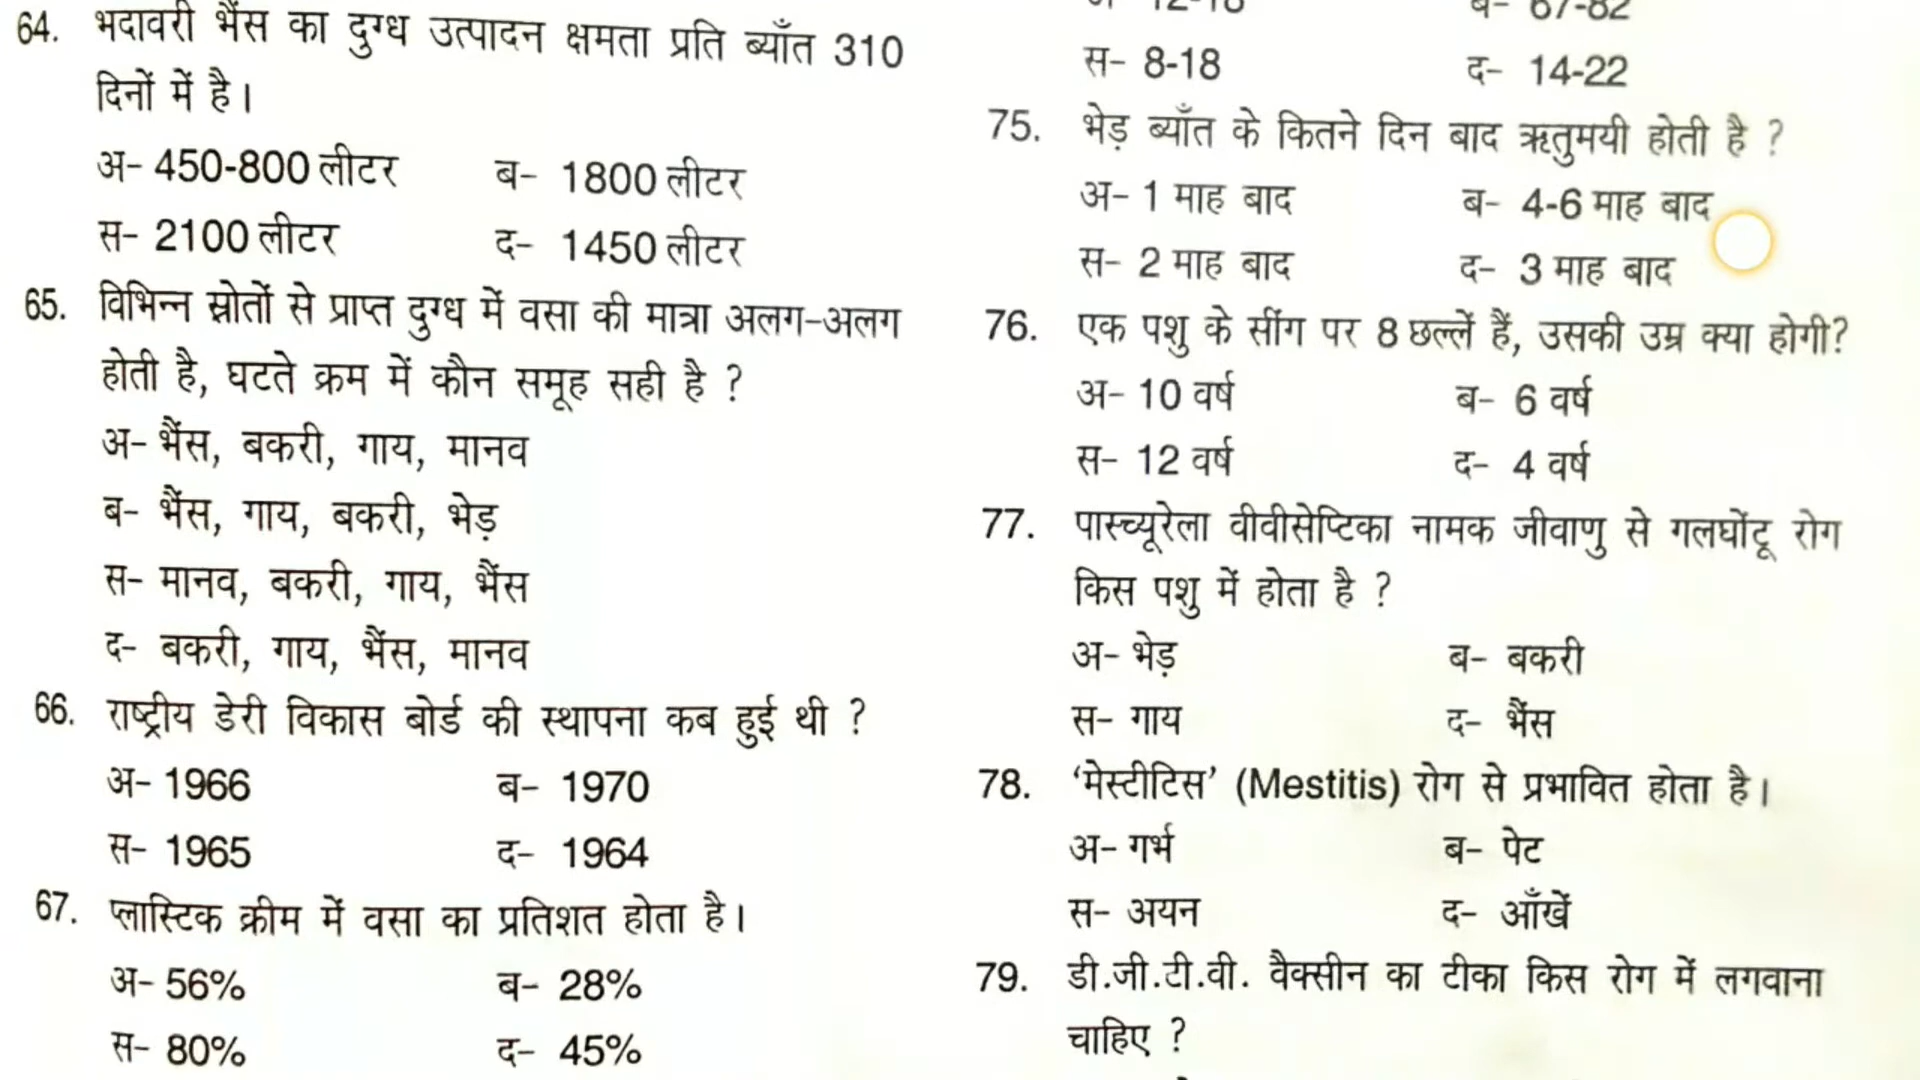 64. भदावरी भैंस का दुग्ध उत्पादन क्षमता प्रति ब्याँत 310
दिनों में है।
अ- 450-800 लीटर ब- 1800 लीटर
स- 2100 लीटर द- 1450 लीटर
65. विभिन्न स्रोतों से प्राप्त दुग्ध में वसा की मात्रा अलग-अलग
होती है, घटते क्रम में कौन समूह सही है ?
अ- भैंस, बकरी, गाय, मानव
ब- भैंस, गाय, बकरी, भेड़
स- मानव, बकरी, गाय, भैंस
द- बकरी, गाय, भैंस, मानव
66. राष्ट्रीय डेरी विकास बोर्ड की स्थापना कब हुई थी ?
अ- 1966 ब- 1970
स- 1965 द- 1964
67. प्लास्टिक क्रीम में वसा का प्रतिशत होता है।
अ- 56% ब- 28%
स- 80% द- 45%
अ- 12-18 ब- 67-82
स- 8-18 द- 14-22
75. भेड़ ब्याँत के कितने दिन बाद ऋतुमयी होती है ?
अ- 1 माह बाद ब- 4-6 माह बाद
स- 2 माह बाद द- 3 माह बाद
76. एक पशु के सींग पर 8 छल्लें हैं, उसकी उम्र क्या होगी?
अ- 10 वर्ष ब- 6 वर्ष
स- 12 वर्ष द- 4 वर्ष
77. पास्च्यूरेला वीवीसेप्टिका नामक जीवाणु से गलघोंटू रोग
किस पशु में होता है ?
अ- भेड़ ब- बकरी
स- गाय द- भैंस
78. ‘मेस्टीटिस’ (Mestitis) रोग से प्रभावित होता है।
अ- गर्भ ब- पेट
स- अयन द- आँखें
79. डी.जी.टी.वी. वैक्सीन का टीका किस रोग में लगवाना
चाहिए ?